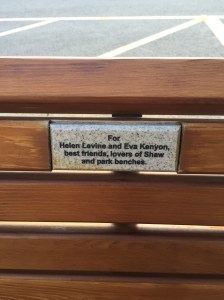 For
Helen Levine and Eva Kenyon,
best friends, lovers of Shaw
and park benches.